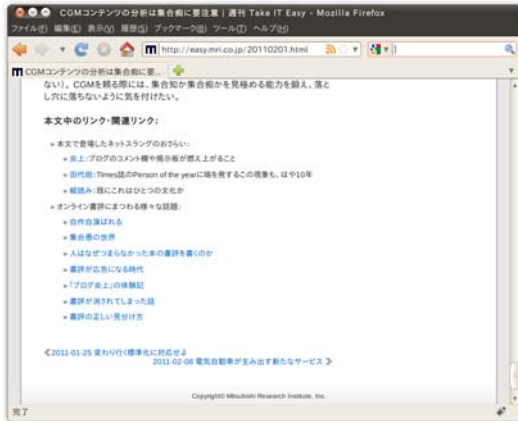 CGMコンテンツの分析は集合痴に要注意 | 週刊 Take IT Easy - Mozilla Firefox
ファイル(F) 編集(E) 表示(V) 履歴(S) ブックマーク(B) ツール(T) ヘルプ(H)
http://easy.mri.co.jp/20110201.html
CGMコンテンツの分析は集合痴に要...
ない)。CGMを頼る際には、集合知か集合痴かを見極める能力を鍛え、落と
し穴に落ちないように気を付けたい。
本文中のリンク・関連リンク:
» 本文で登場したネットスラングのおさらい:
» 炎上:ブログのコメント欄や掲示板が燃え上がること
» 田代砲:Times誌のPerson of the yearに端を発するこの現象も、はや10年
» 縦読み:既にこれはひとつの文化か
» オンライン書評にまつわる様々な話題:
» 自作自演ばれる
» 集合愚の世界
» 人はなぜつまらなかった本の書評を書くのか
» 書評が広告になる時代
» 「ブログ炎上」の体験記
» 書評が消されてしまった話
» 書評の正しい見分け方
≪2011-01-25 変わり行く標準化に対応せよ
2011-02-08 電気自動車が生み出す新たなサービス ≫
Copyright© Mitsubishi Research Institute, Inc.
完了